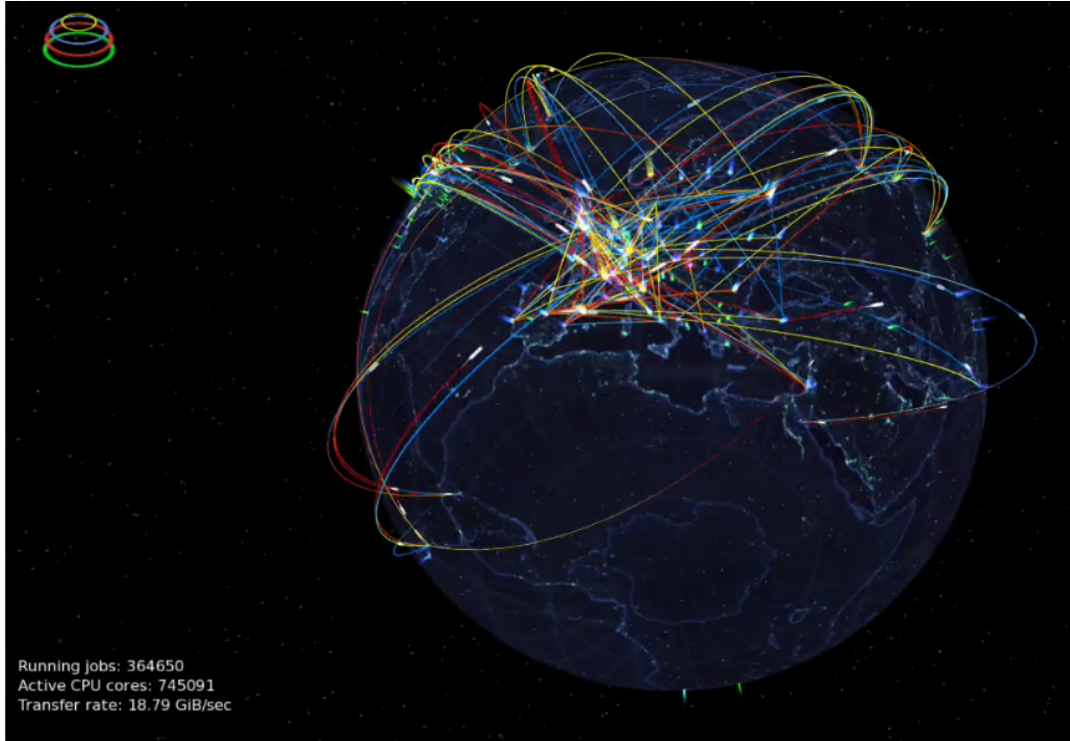 Running jobs: 364650
Active CPU cores: 745091
Transfer rate: 18.79 GiB/sec